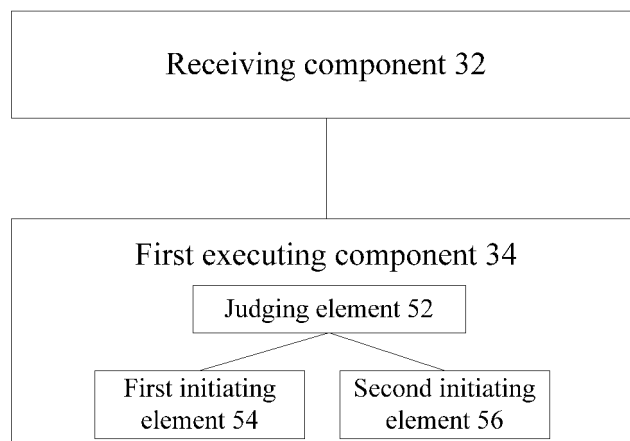 Receiving component 32
First executing component 34
Judging element 52
First initiating
element 54
Second initiating
element 56